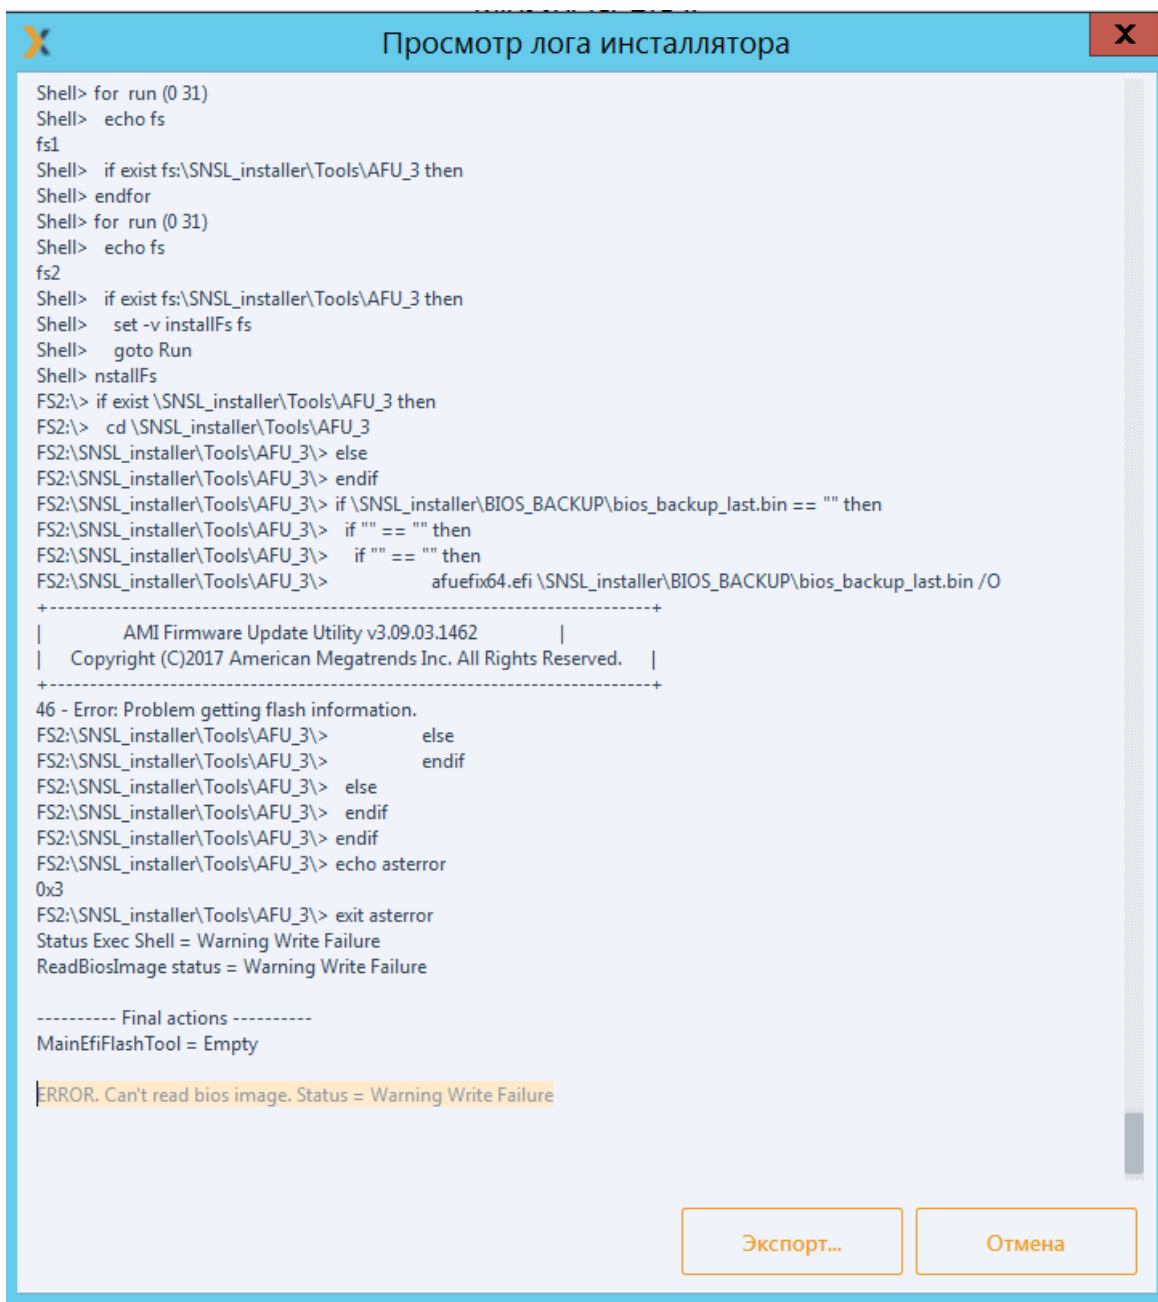 Просмотр лога инсталлятора
X
Shell> for run (0 31)
Shell> echo fs
fs1
Shell> if exist fs:\SNSL_installer\Tools\AFU_3 then
Shell> endfor
Shell> for run (0 31)
Shell> echo fs
fs2
Shell> if exist fs:\SNSL_installer\Tools\AFU_3 then
Shell> set -v installFs fs
Shell> goto Run
Shell> nstallFs
FS2:\> if exist \SNSL_installer\Tools\AFU_3 then
FS2:\> cd \SNSL_installer\Tools\AFU_3
FS2:\SNSL_installer\Tools\AFU_3\> else
FS2:\SNSL_installer\Tools\AFU_3\> endif
FS2:\SNSL_installer\Tools\AFU_3\> if \SNSL_installer\BIOS_BACKUP\bios_backup_last.bin == "" then
FS2:\SNSL_installer\Tools\AFU_3\> if "" == "" then
FS2:\SNSL_installer\Tools\AFU_3\> if "" == "" then
FS2:\SNSL_installer\Tools\AFU_3\> afuefix64.efi \SNSL_installer\BIOS_BACKUP\bios_backup_last.bin /O
+---------------------------------------------------------------------------+
| AMI Firmware Update Utility v3.09.03.1462 |
| Copyright (C)2017 American Megatrends Inc. All Rights Reserved. |
+---------------------------------------------------------------------------+
46 - Error: Problem getting flash information.
FS2:\SNSL_installer\Tools\AFU_3\> else
FS2:\SNSL_installer\Tools\AFU_3\> endif
FS2:\SNSL_installer\Tools\AFU_3\> else
FS2:\SNSL_installer\Tools\AFU_3\> endif
FS2:\SNSL_installer\Tools\AFU_3\> endif
FS2:\SNSL_installer\Tools\AFU_3\> echo asterror
0x3
FS2:\SNSL_installer\Tools\AFU_3\> exit asterror
Status Exec Shell = Warning Write Failure
ReadBiosImage status = Warning Write Failure
---------- Final actions ----------
MainEfiFlashTool = Empty
ERROR. Can't read bios image. Status = Warning Write Failure
Экспорт...
Отмена